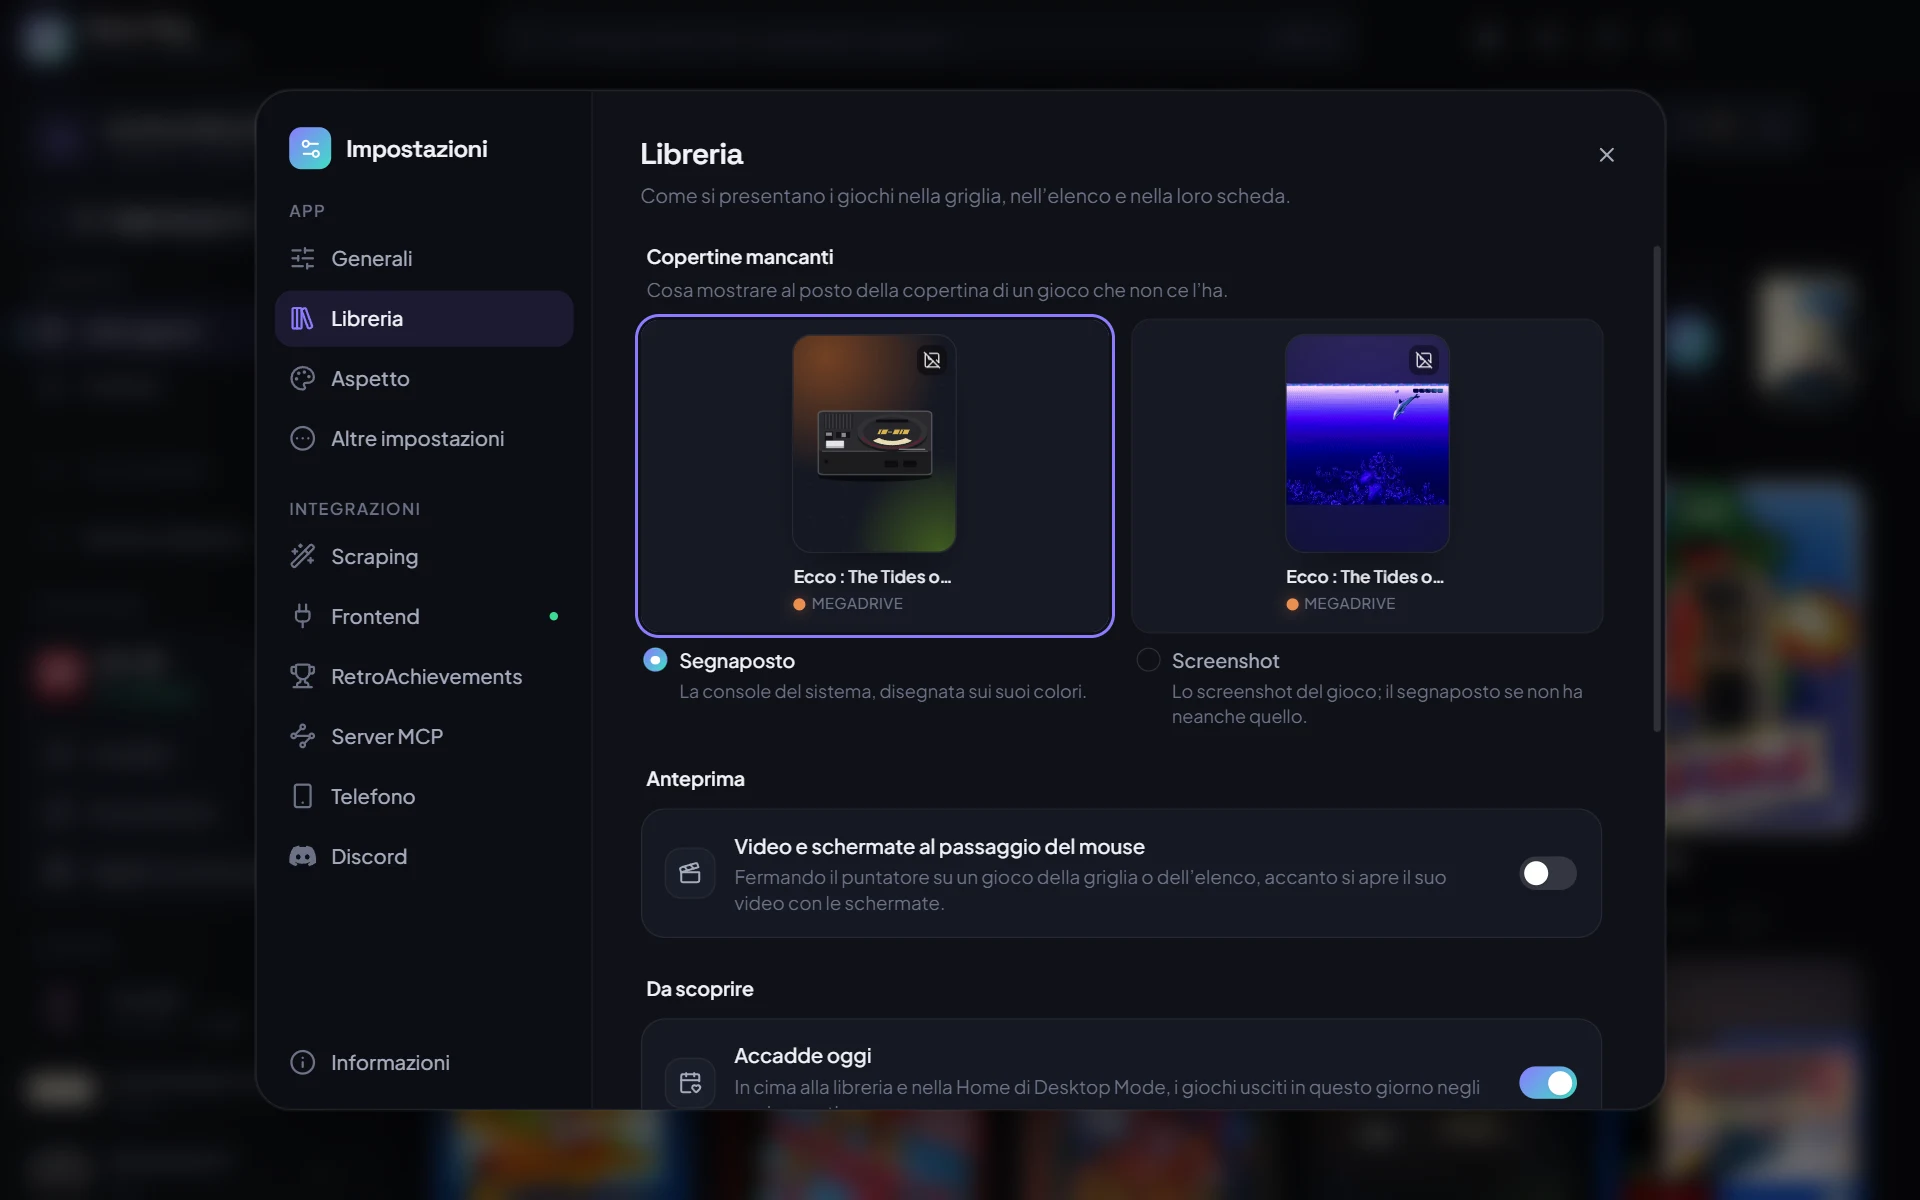 Impostazioni
APP
Generali
Libreria
Aspetto
Altre impostazioni
INTEGRAZIONI
Scraping
Frontend
RetroAchievements
Server MCP
Telefono
Discord
Informazioni
Libreria
Come si presentano i giochi nella griglia, nell’elenco e nella loro scheda.
Copertine mancanti
Cosa mostrare al posto della copertina di un gioco che non ce l’ha.
Ecco : The Tides o…
MEGADRIVE
Segnaposto
La console del sistema, disegnata sui suoi colori.
Ecco : The Tides o…
MEGADRIVE
Screenshot
Lo screenshot del gioco; il segnaposto se non ha
neanche quello.
Anteprima
Video e schermate al passaggio del mouse
Fermando il puntatore su un gioco della griglia o dell’elenco, accanto si apre il suo
video con le schermate.
Da scoprire
Accadde oggi
In cima alla libreria e nella Home di Desktop Mode, i giochi usciti in questo giorno negli